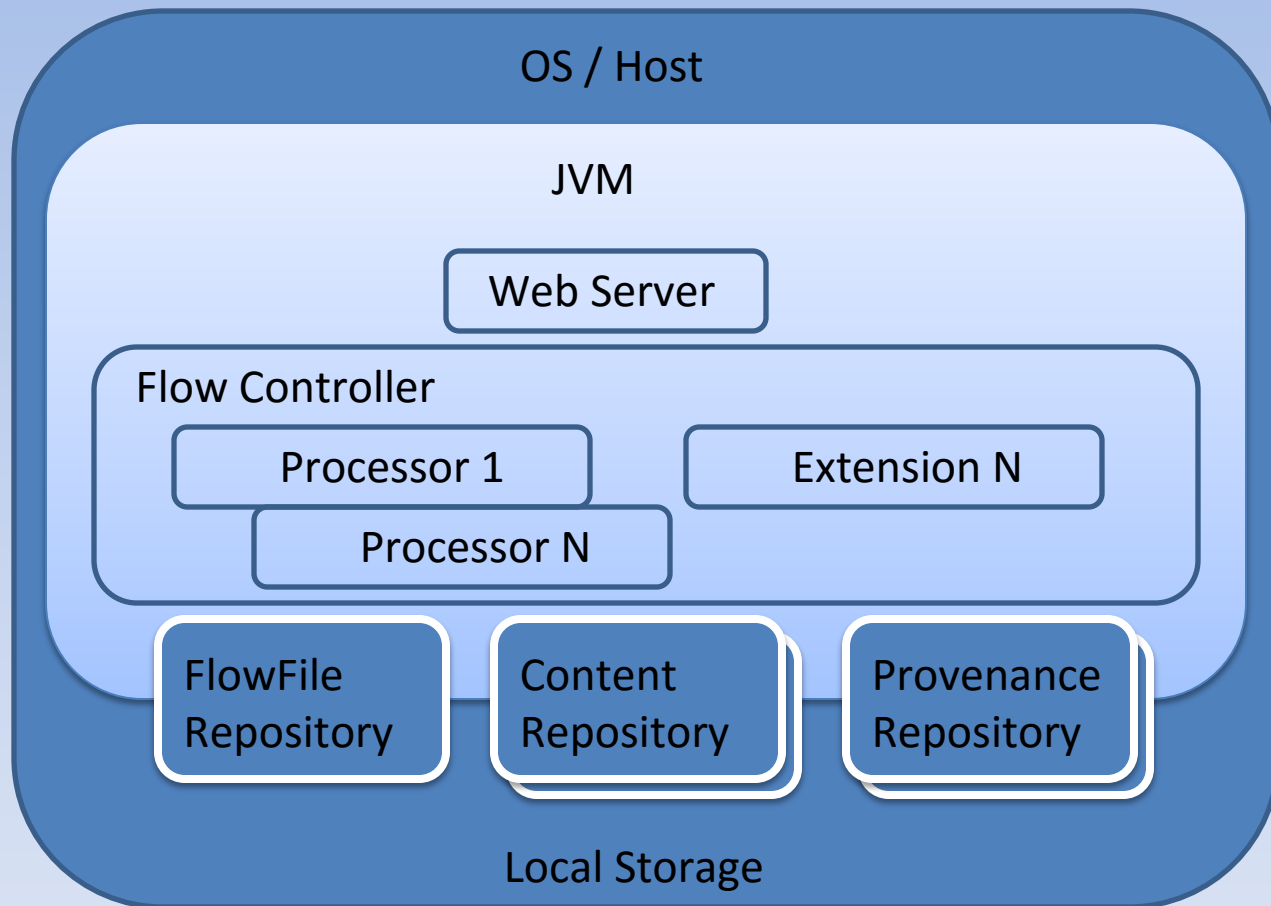 OS / Host
JVM
Web Server
Flow Controller
Processor 1
Extension N
Processor N
FlowFile
Repository
Content
Repository
Provenance
Repository
Local Storage